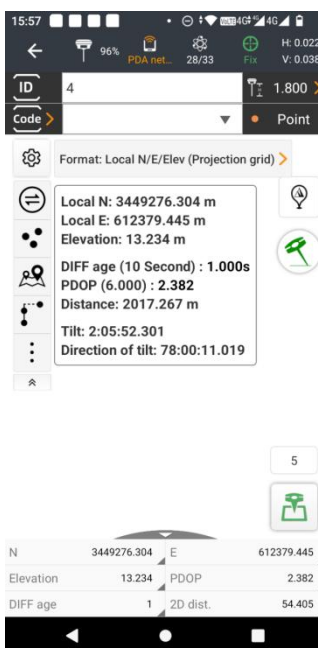 15:57 4G 4G
96% PDA net... 28/33 Fix H: 0.022 V: 0.038
ID 4 1.800
Code Point
Format: Local N/E/Elev (Projection grid)
Local N: 3449276.304 m
Local E: 612379.445 m
Elevation: 13.234 m
DIFF age (10 Second) : 1.000s
PDOP (6.000) : 2.382
Distance: 2017.267 m
Tilt: 2:05:52.301
Direction of tilt: 78:00:11.019
5
N 3449276.304 E 612379.445
Elevation 13.234 PDOP 2.382
DIFF age 1 2D dist. 54.405